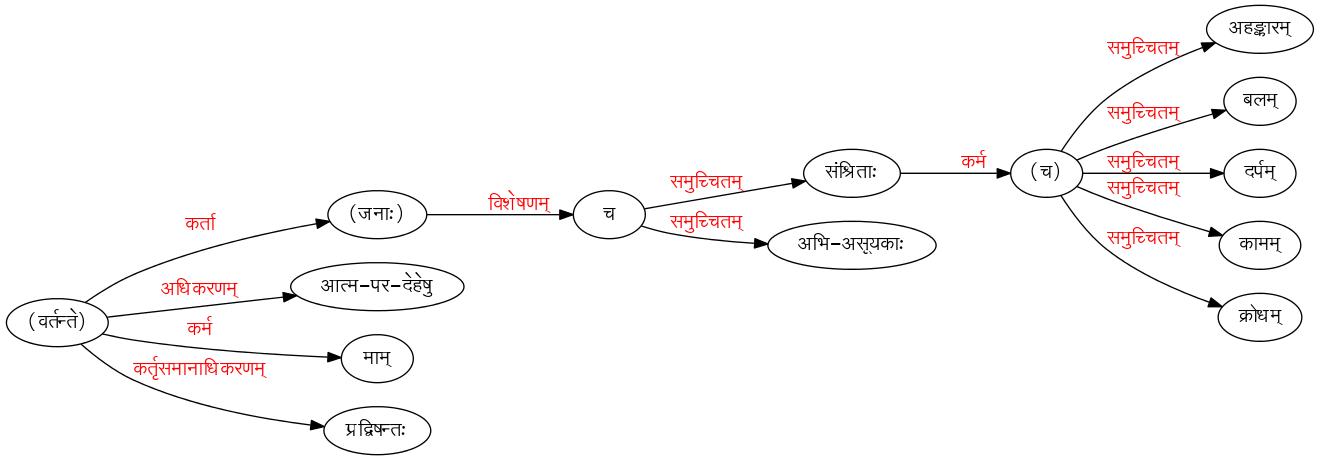 अहङ्कारम्
समुच्चितम्
बलम्
समुच्चितम्
संश्रिताः
कर्म
(च)
समुच्चितम्
दर्पम्
समुच्चितम्
समुच्चितम्
कामम्
(जनाः)
विशेषणम्
च
समुच्चितम्
अभि-असूयकाः
समुच्चितम्
क्रोधम्
कर्ता
आत्म-पर-देहेषु
अधिकरणम्
(वर्तन्ते)
कर्म
माम्
कर्तृसमानाधिकरणम्
प्रद्विषन्तः